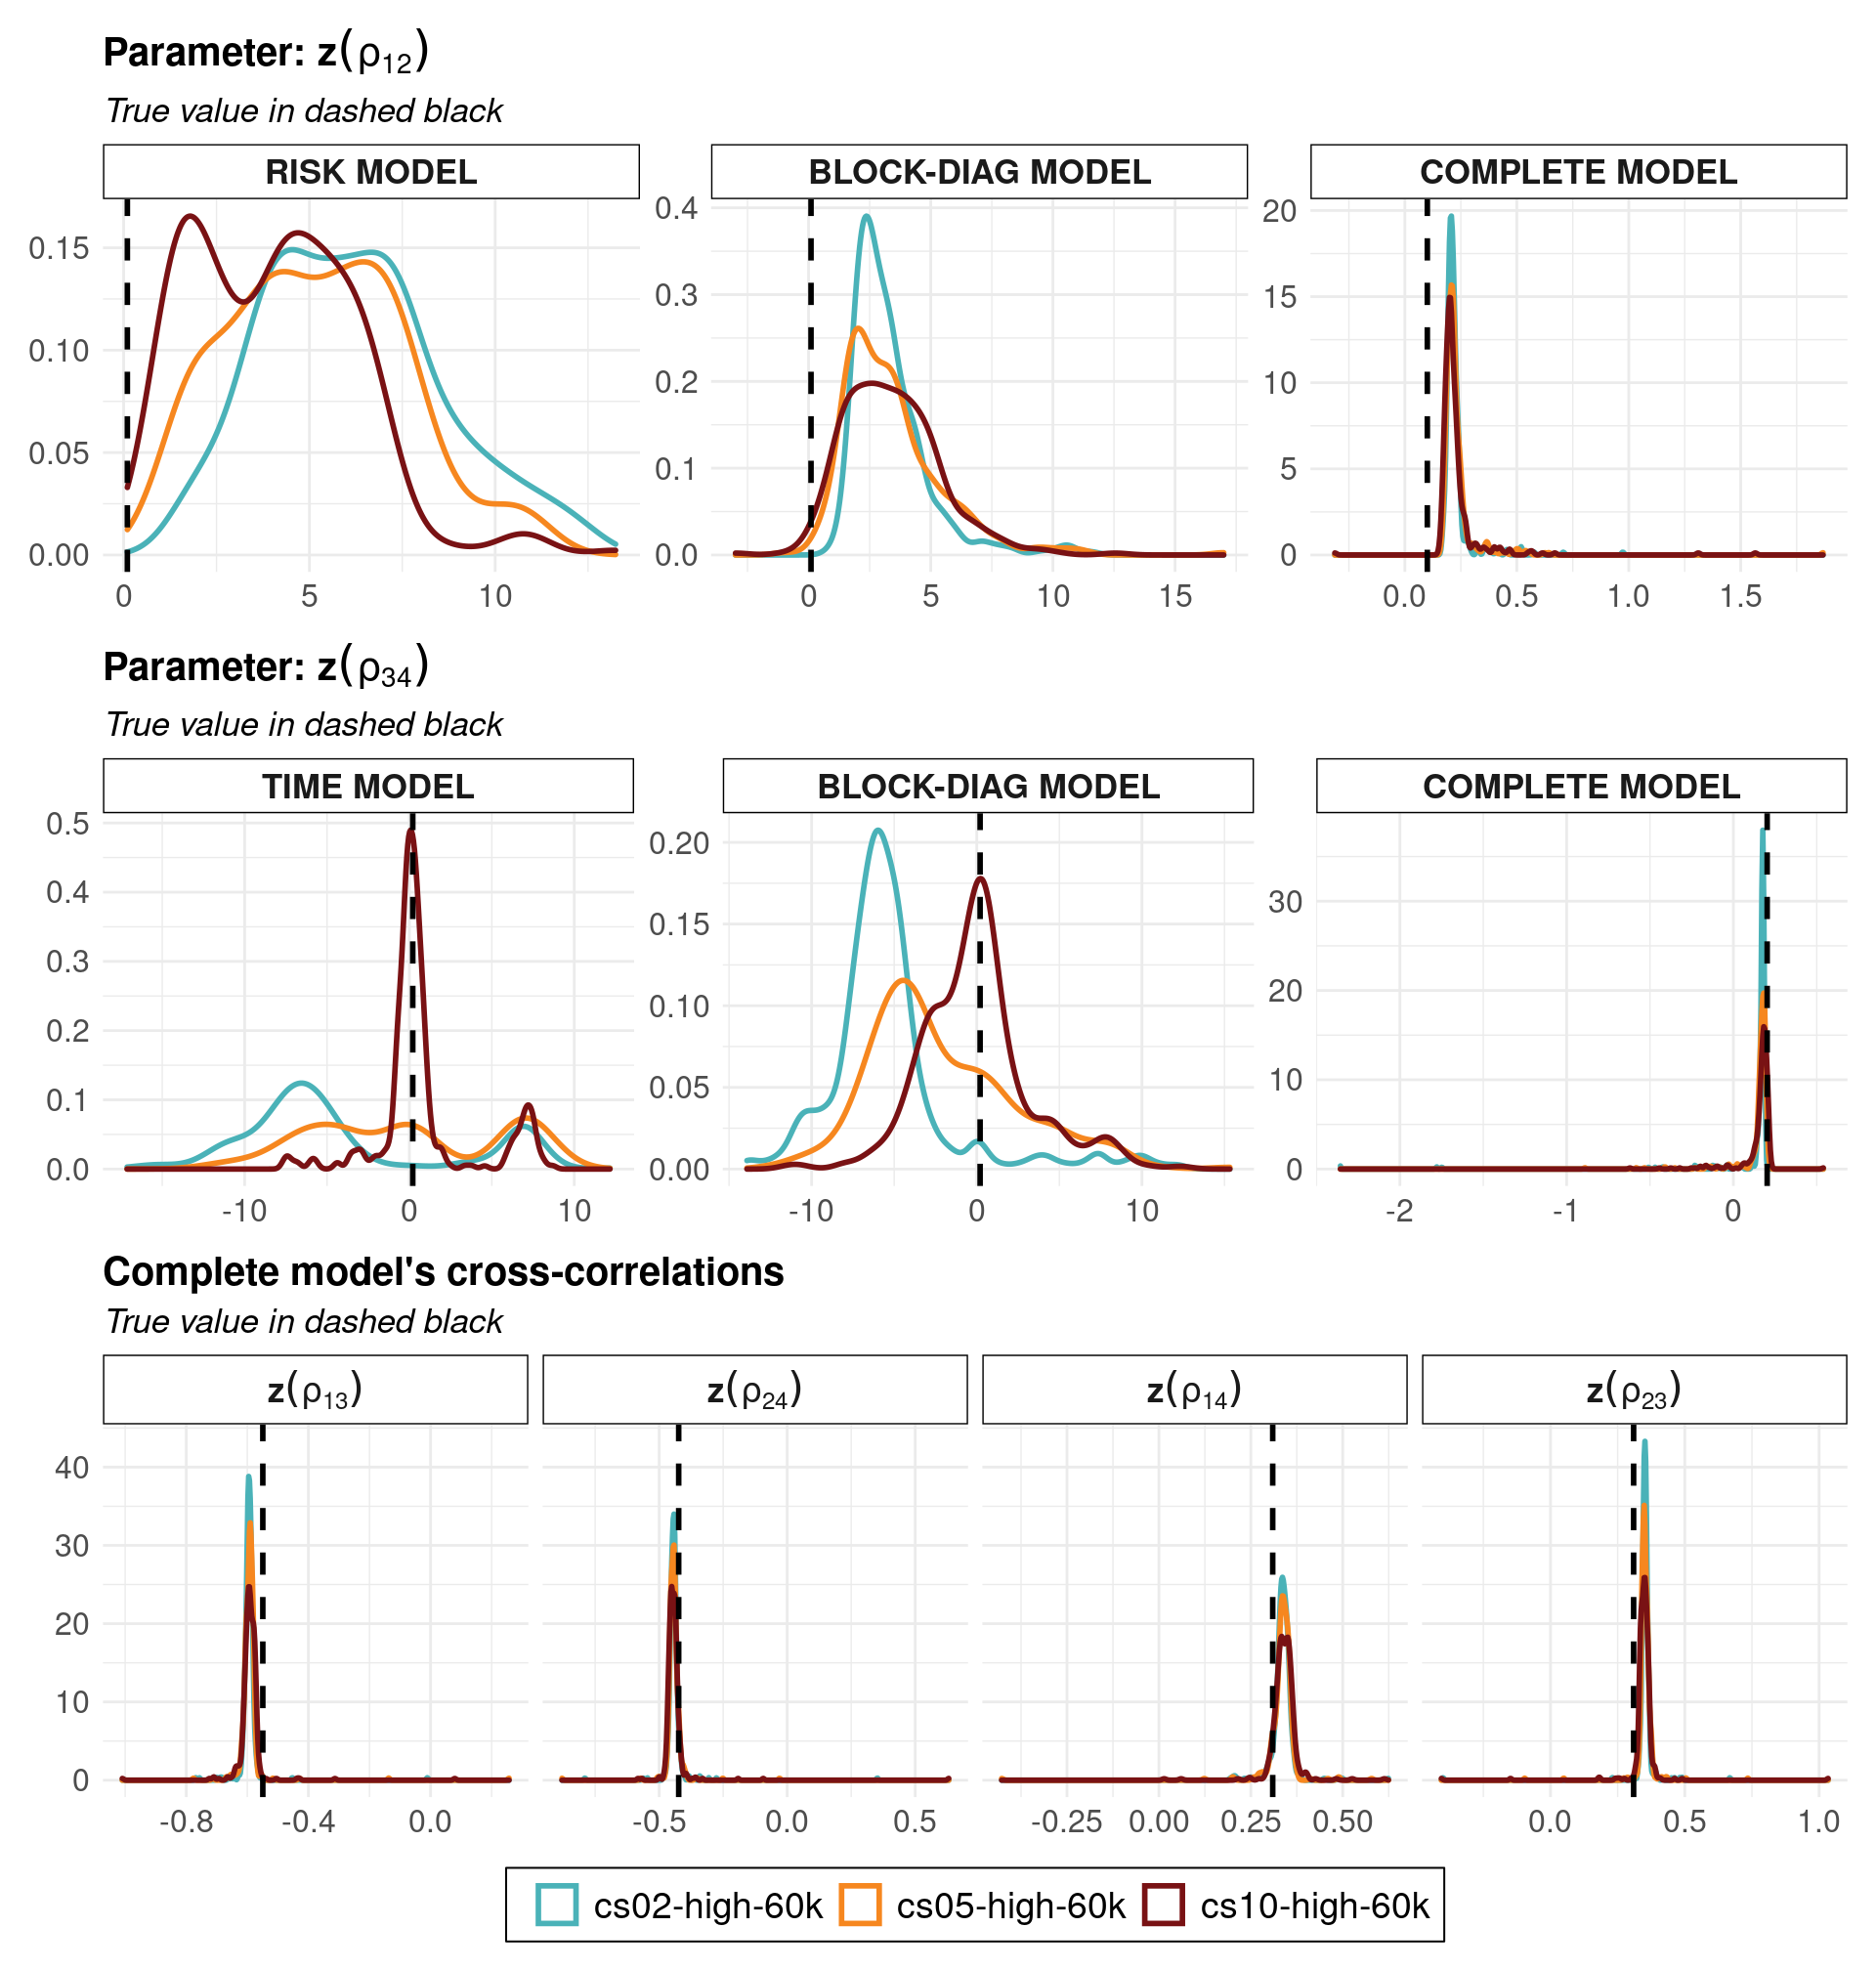 Parameter: z(ρ12)
True value in dashed black
RISK MODEL BLOCK-DIAG MODEL COMPLETE MODEL
0.15
0.10
0.05
0.00
0 5 10
0.4
0.3
0.2
0.1
0.0
0 5 10 15
20
15
10
5
0
0.0 0.5 1.0 1.5
Parameter: z(ρ34)
True value in dashed black
TIME MODEL BLOCK-DIAG MODEL COMPLETE MODEL
0.5
0.4
0.3
0.2
0.1
0.0
-10 0 10
0.20
0.15
0.10
0.05
0.00
-10 0 10
30
20
10
0
-2 -1 0
Complete model's cross-correlations
True value in dashed black
z(ρ13) z(ρ24) z(ρ14) z(ρ23)
40
30
20
10
0
-0.8 -0.4 0.0
-0.5 0.0 0.5
-0.25 0.00 0.25 0.50
0.0 0.5 1.0
cs02-high-60k cs05-high-60k cs10-high-60k